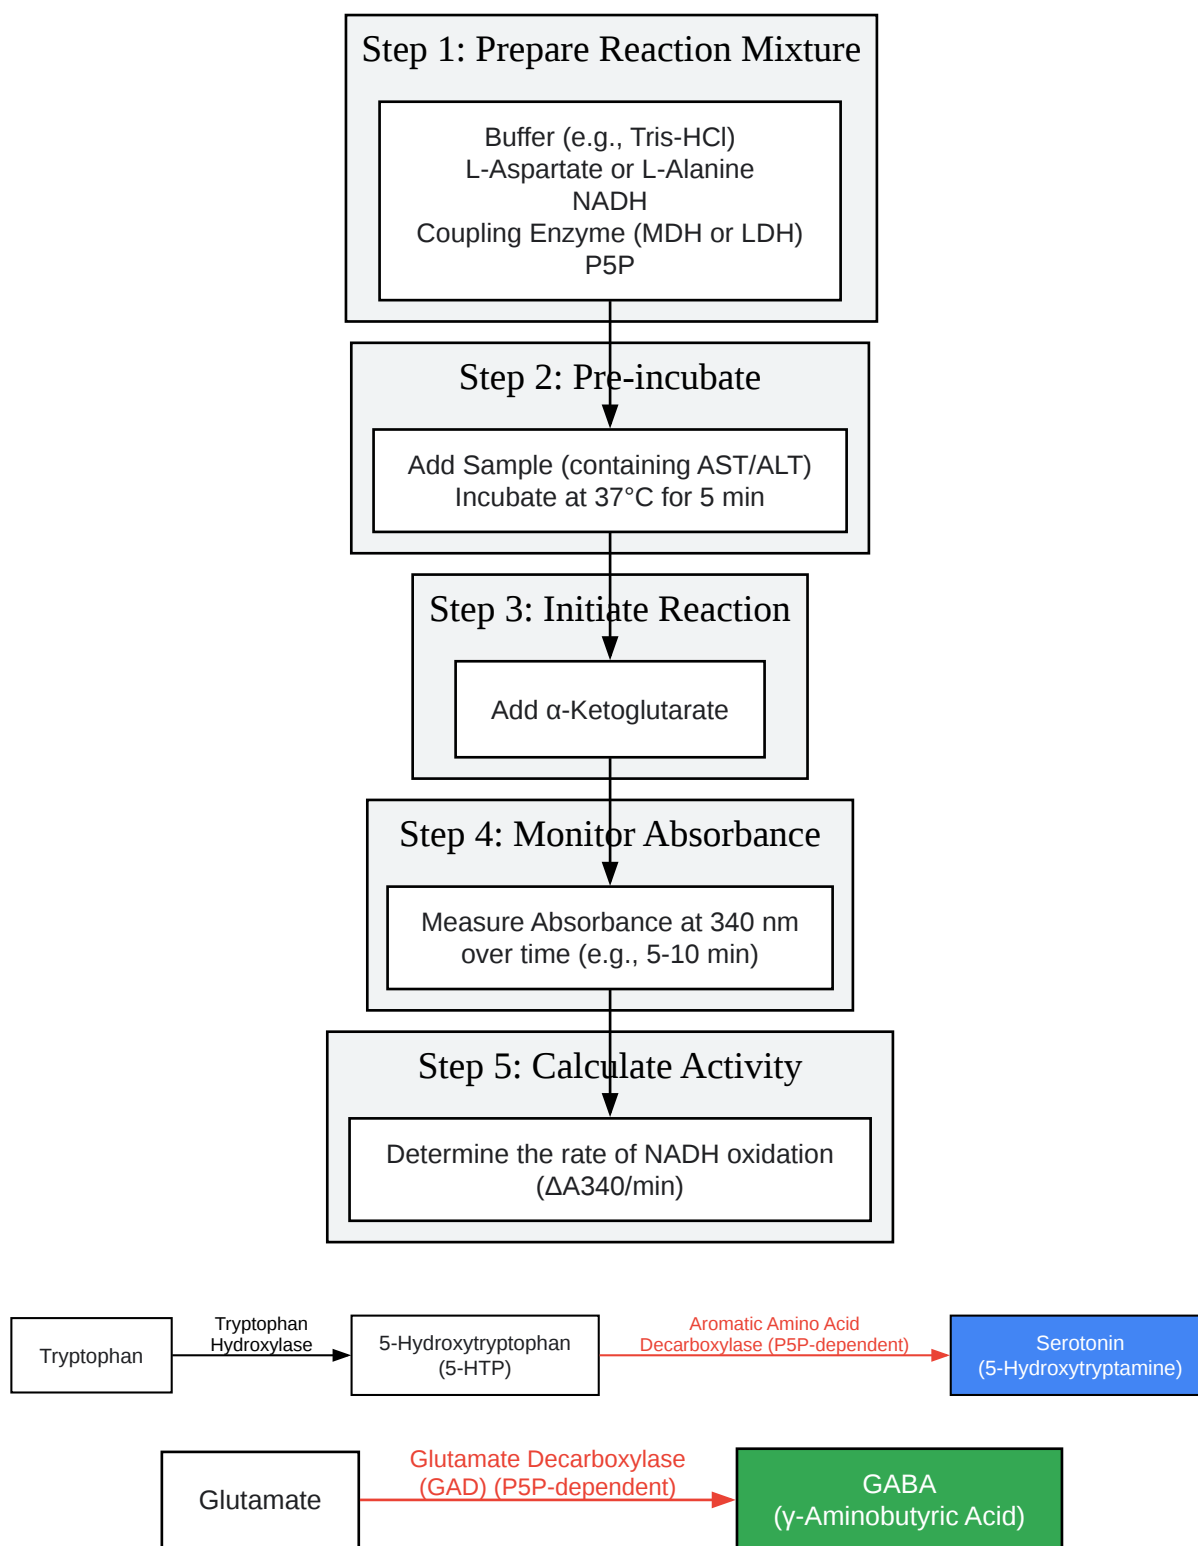 Step 1: Prepare Reaction Mixture
Buffer (e.g., Tris-HCl)
L-Aspartate or L-Alanine
NADH
Coupling Enzyme (MDH or LDH)
P5P
Step 2: Pre-incubate
Add Sample (containing AST/ALT)
Incubate at 37°C for 5 min
Step 3: Initiate Reaction
Add α-Ketoglutarate
Step 4: Monitor Absorbance
Measure Absorbance at 340 nm
over time (e.g., 5-10 min)
Step 5: Calculate Activity
Determine the rate of NADH oxidation
(ΔA340/min)
Tryptophan
Tryptophan
Hydroxylase
5-Hydroxytryptophan
(5-HTP)
Aromatic Amino Acid
Decarboxylase (P5P-dependent)
Serotonin
(5-Hydroxytryptamine)
Glutamate
Glutamate Decarboxylase
(GAD) (P5P-dependent)
GABA
(γ-Aminobutyric Acid)